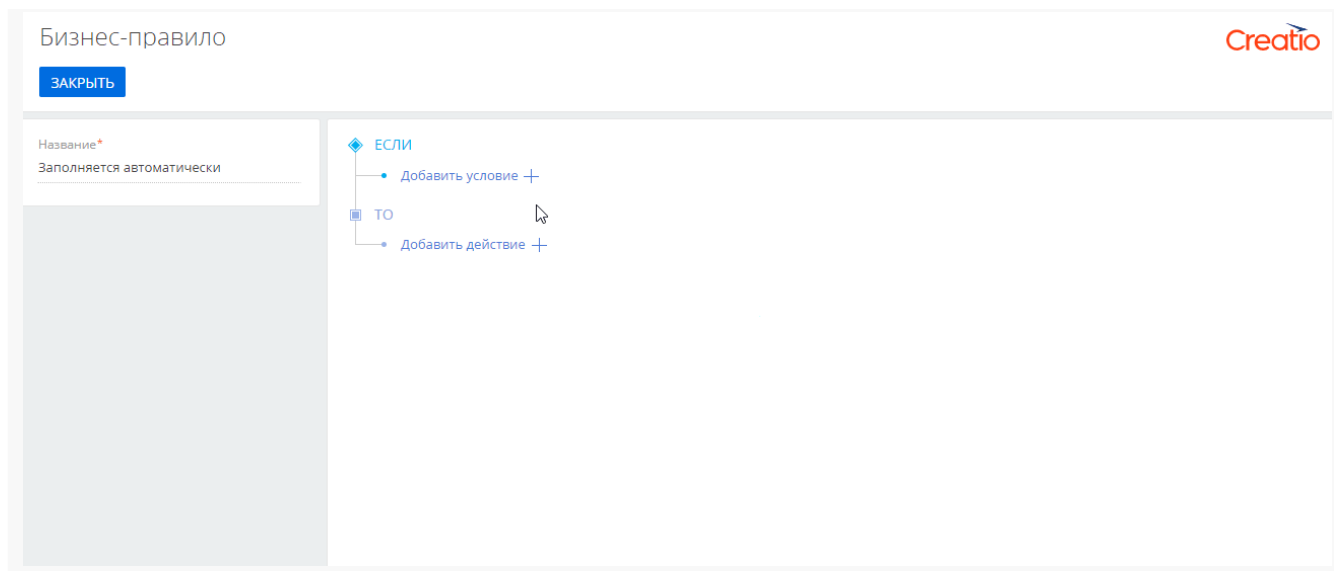 Бизнес-правило
Creatio
ЗАКРЫТЬ
Название*
Заполняется автоматически
ЕСЛИ
Добавить условие +
ТО
Добавить действие +